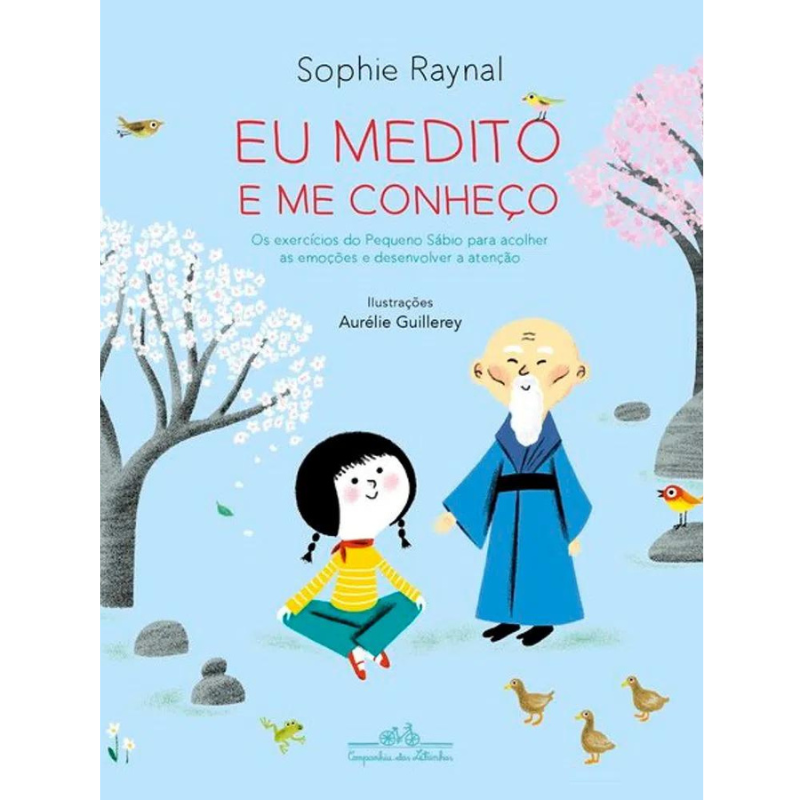 Sophie Raynal
EU MEDITO
E ME CONHEÇO
Os exercícios do Pequeno Sábio para acolher
as emoções e desenvolver a atenção
Ilustrações
Aurélie Guillerey
Companhia das Letrinhas